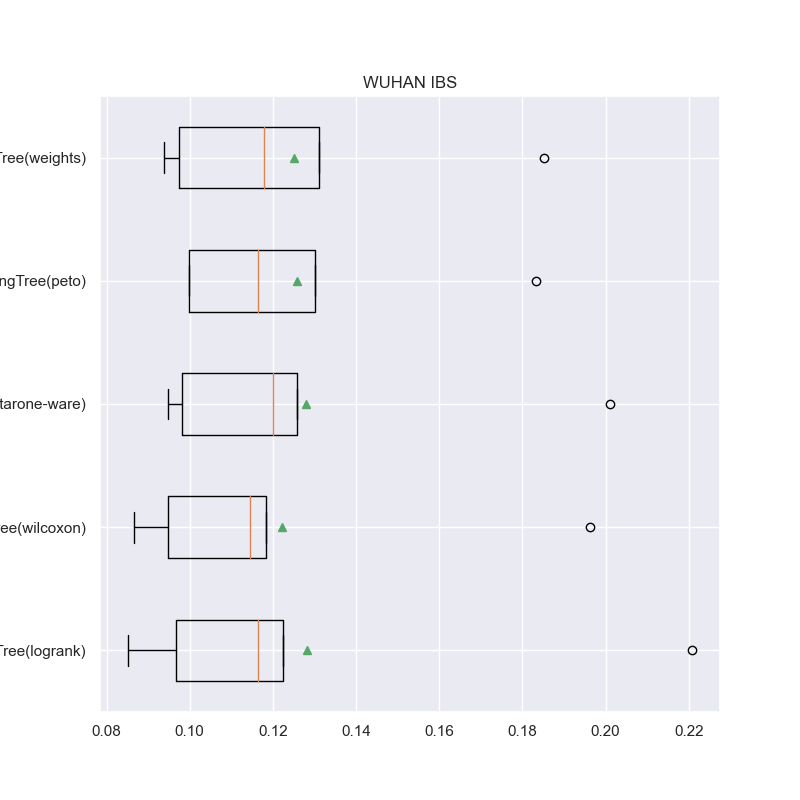 WUHAN IBS
Tree(weights)
ngTree(peto)
tarone-ware)
ree(wilcoxon)
Tree(logrank)
0.08 0.10 0.12 0.14 0.16 0.18 0.20 0.22